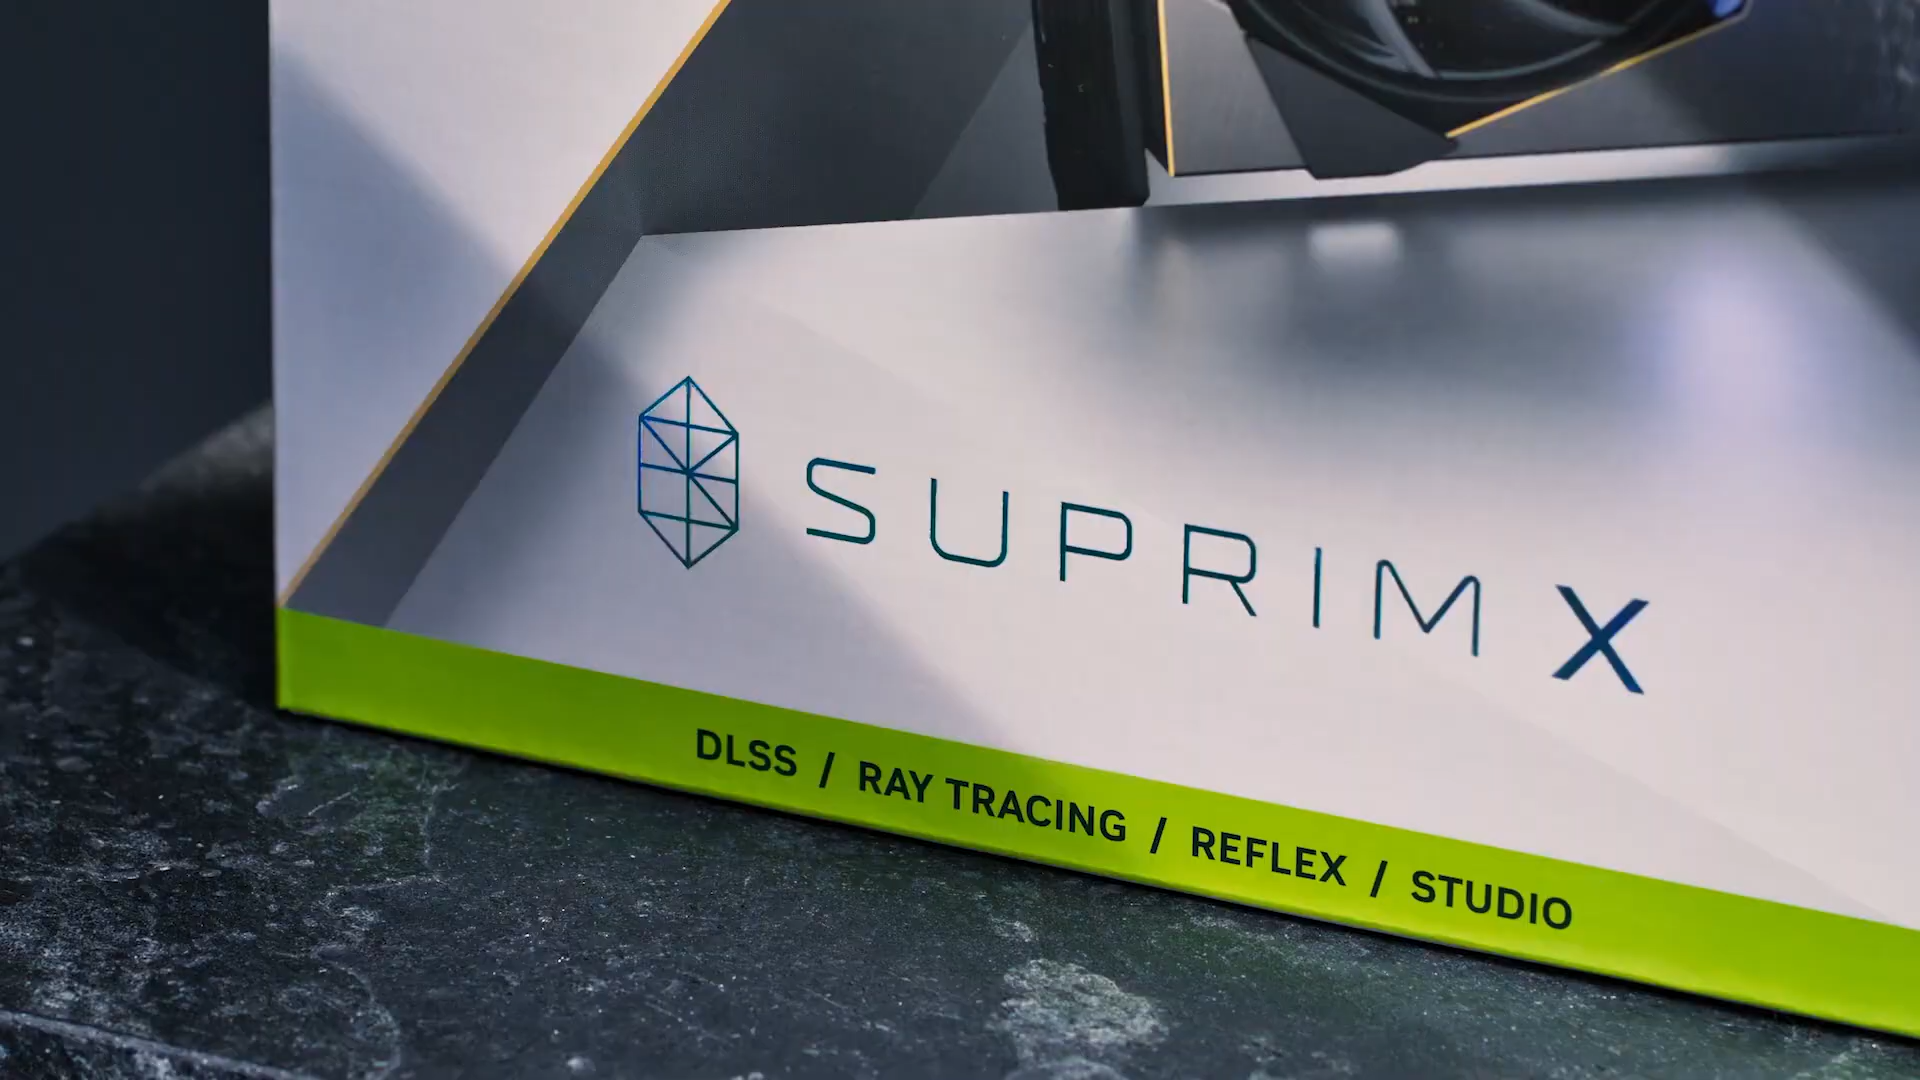 SUPRIM X
DLSS / RAY TRACING / REFLEX / STUDIO